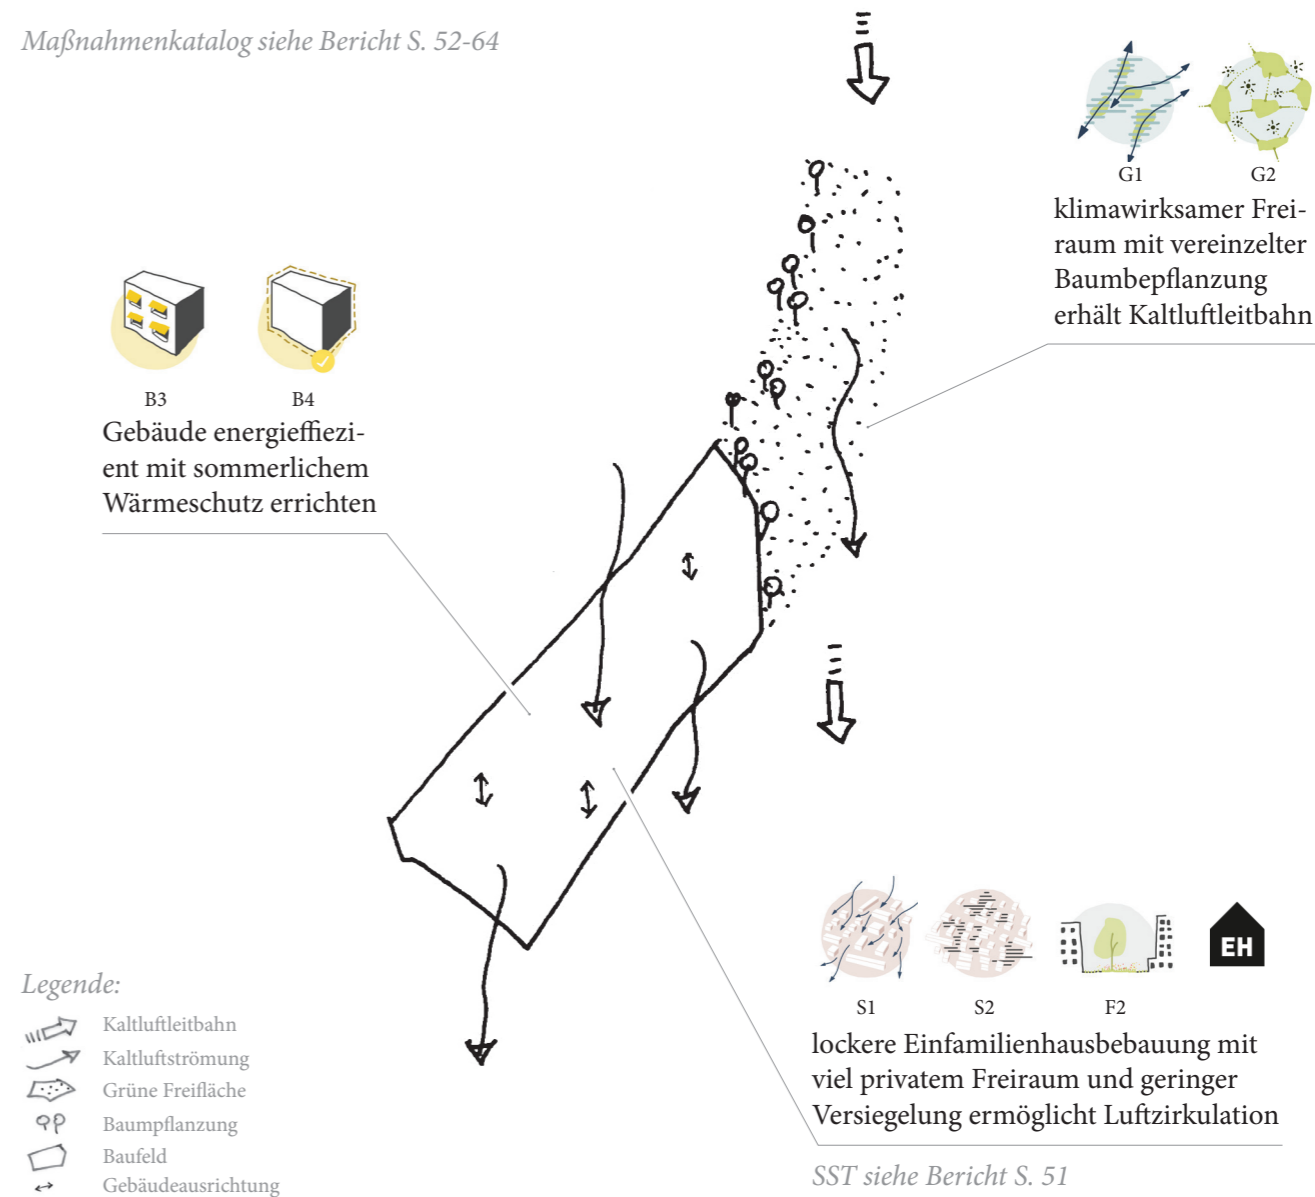 Maßnahmenkatalog siehe Bericht S. 52-64
G1
G2
klimawirksamer Frei-
raum mit vereinzelter
Baumbepflanzung
erhält Kaltluftleitbahn
B3
B4
Gebäude energieffiezi-
ent mit sommerlichem
Wärmeschutz errichten
EH
S1
S2
F2
lockere Einfamilienhausbebauung mit
viel privatem Freiraum und geringer
Versiegelung ermöglicht Luftzirkulation
SST siehe Bericht S. 51
Legende:
Kaltluftleitbahn
Kaltluftströmung
Grüne Freifläche
Baumpflanzung
Baufeld
Gebäudeausrichtung